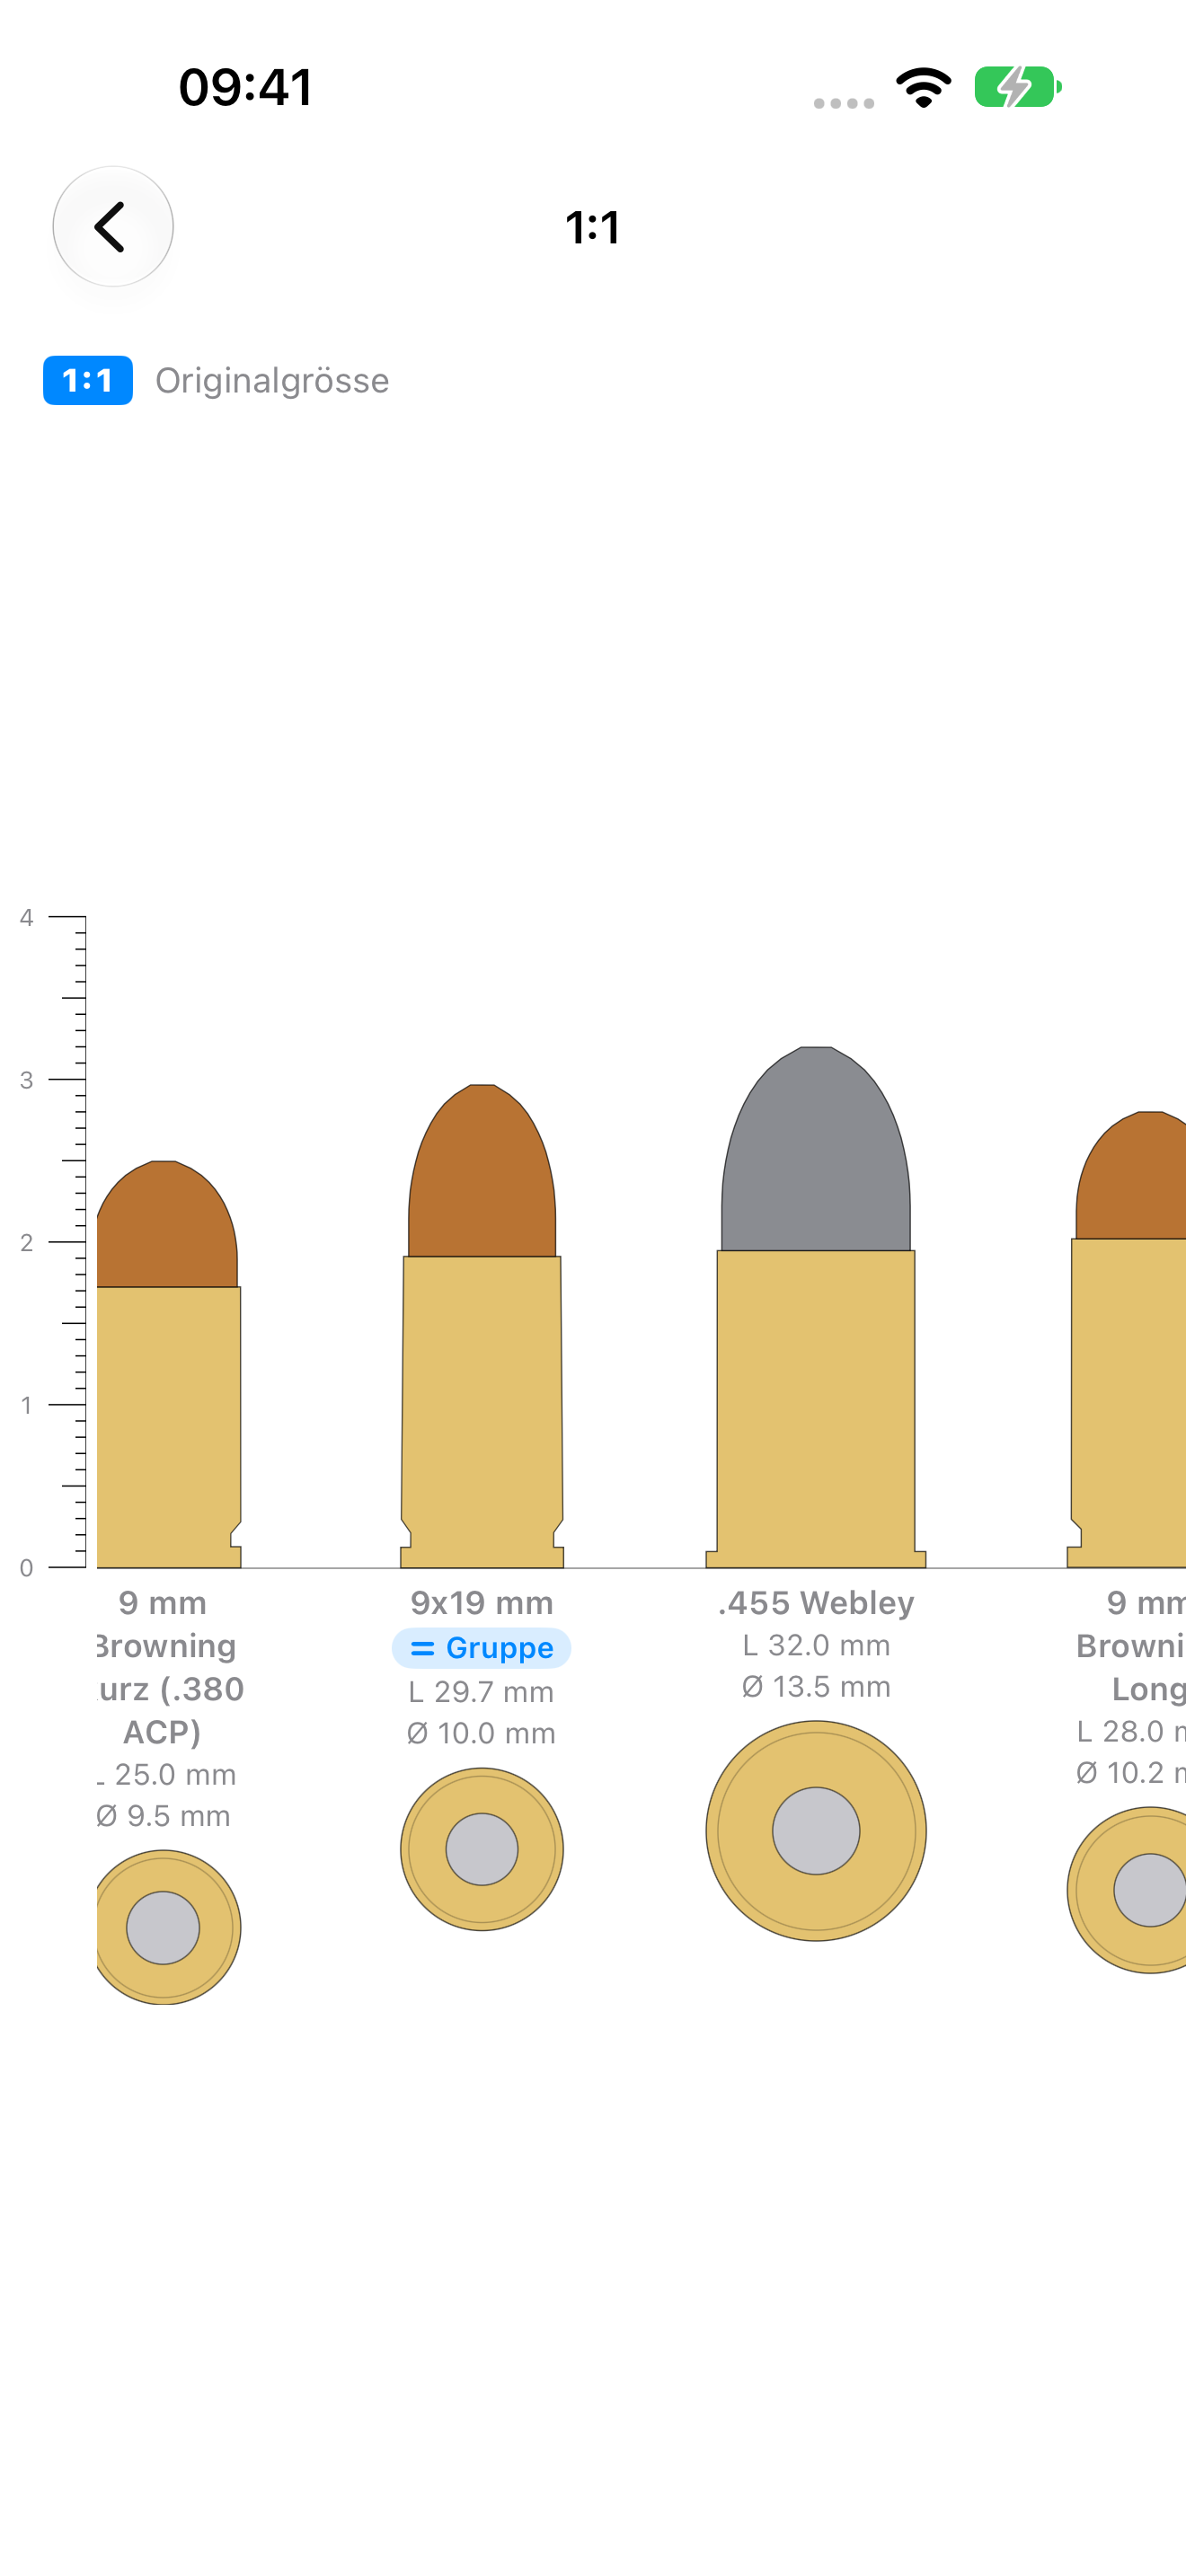 09:41
1:1
1:1 Originalgrösse
4
3
2
1
0
9 mm
Browning
urz (.380
ACP)
25.0 mm
Ø 9.5 mm
9x19 mm
= Gruppe
L 29.7 mm
Ø 10.0 mm
.455 Webley
L 32.0 mm
Ø 13.5 mm
9 mm
Browni
Long
L 28.0 m
Ø 10.2 m